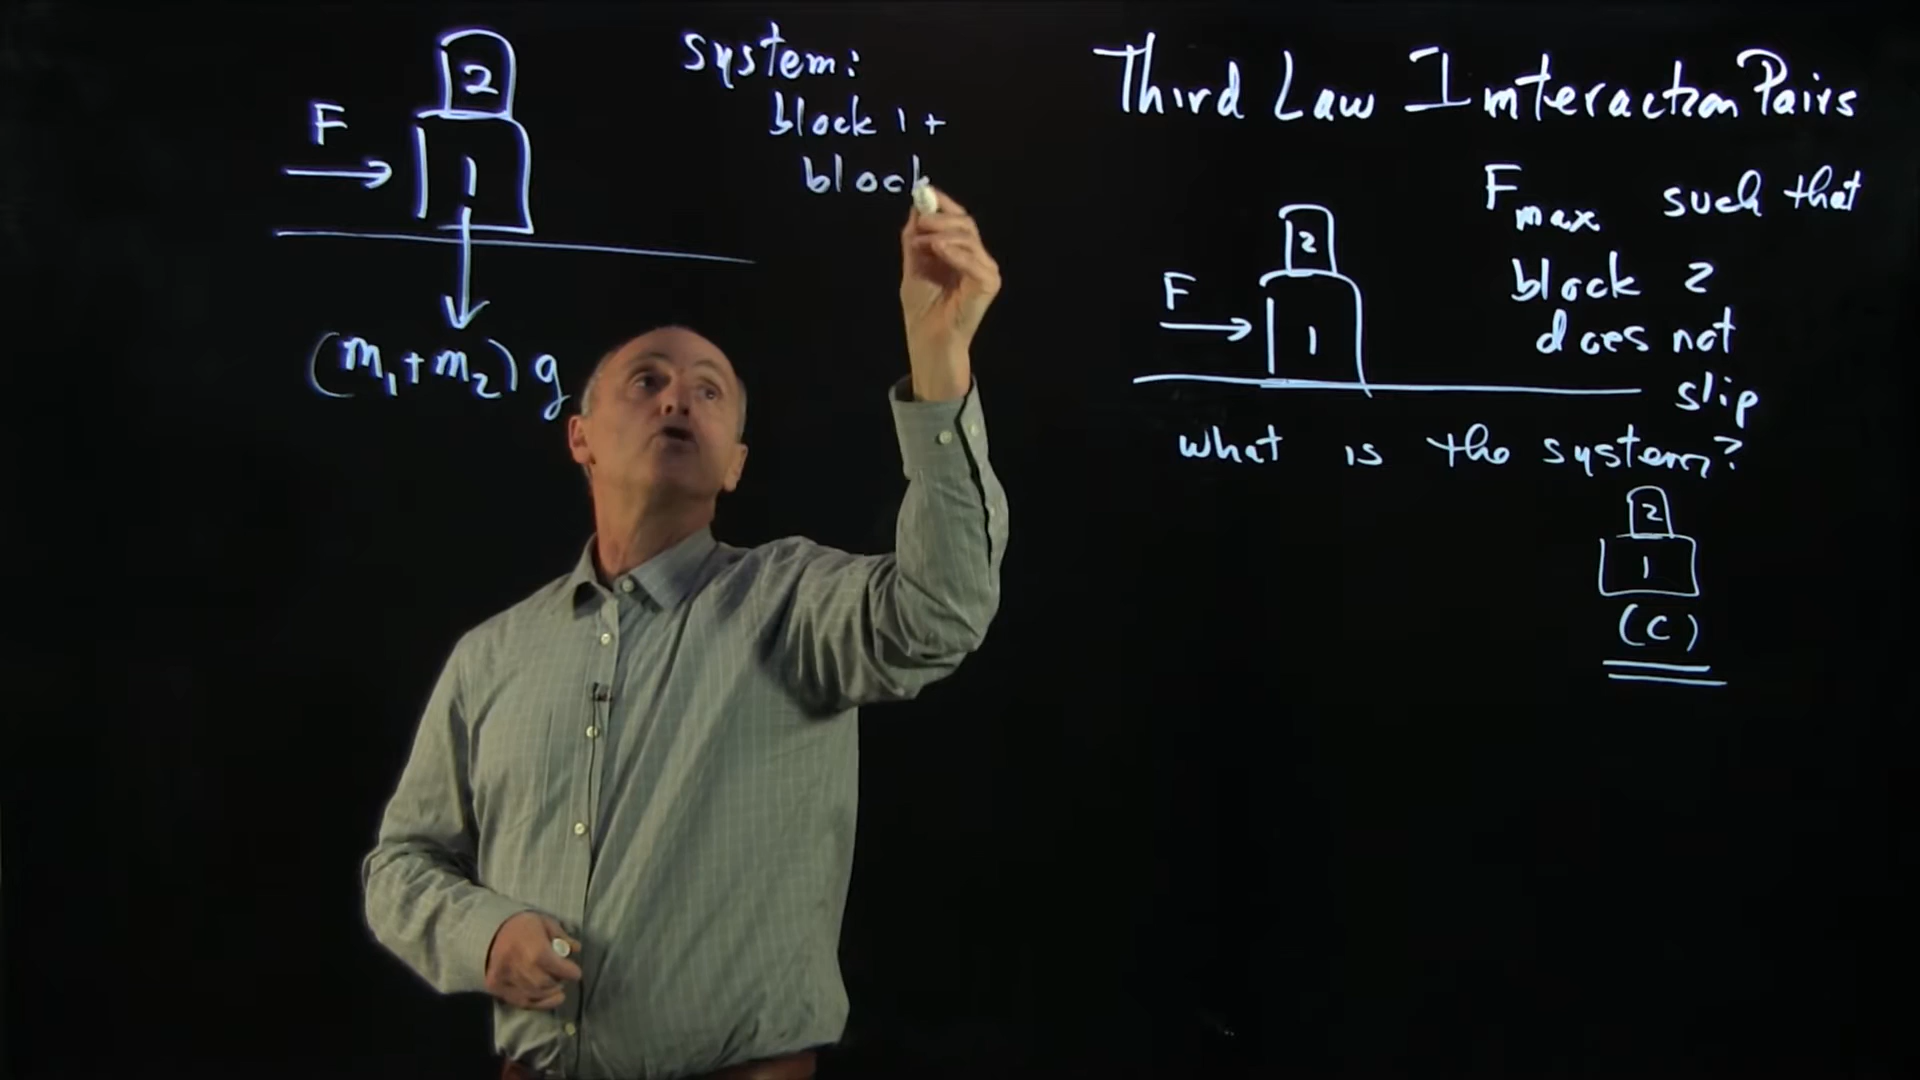 2
F
1
(m1+m2)g
system:
block 1+
block
Third Law Interaction Pairs
Fmax such that
block 2
does not
slip
2
F
1
what is the system?
2
1
(c)